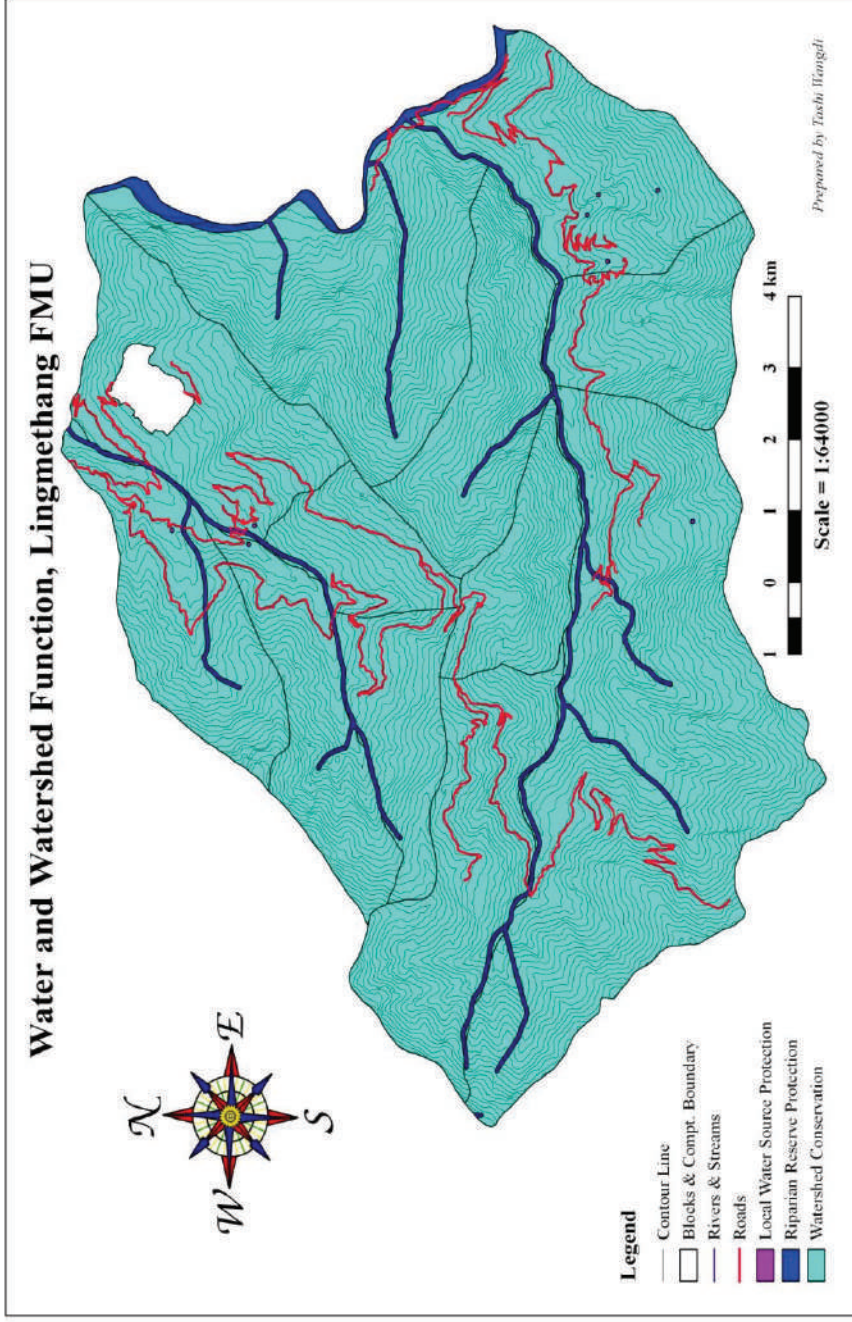 Water and Watershed Function, Lingmethang FMU
N
W
E
S
Legend
Contour Line
Blocks & Compt. Boundary
Rivers & Streams
Roads
Local Water Source Protection
Riparian Reserve Protection
Watershed Conservation
1 0 1 2 3 4 km
Scale = 1:64000
Prepared by Tashi Wangdi